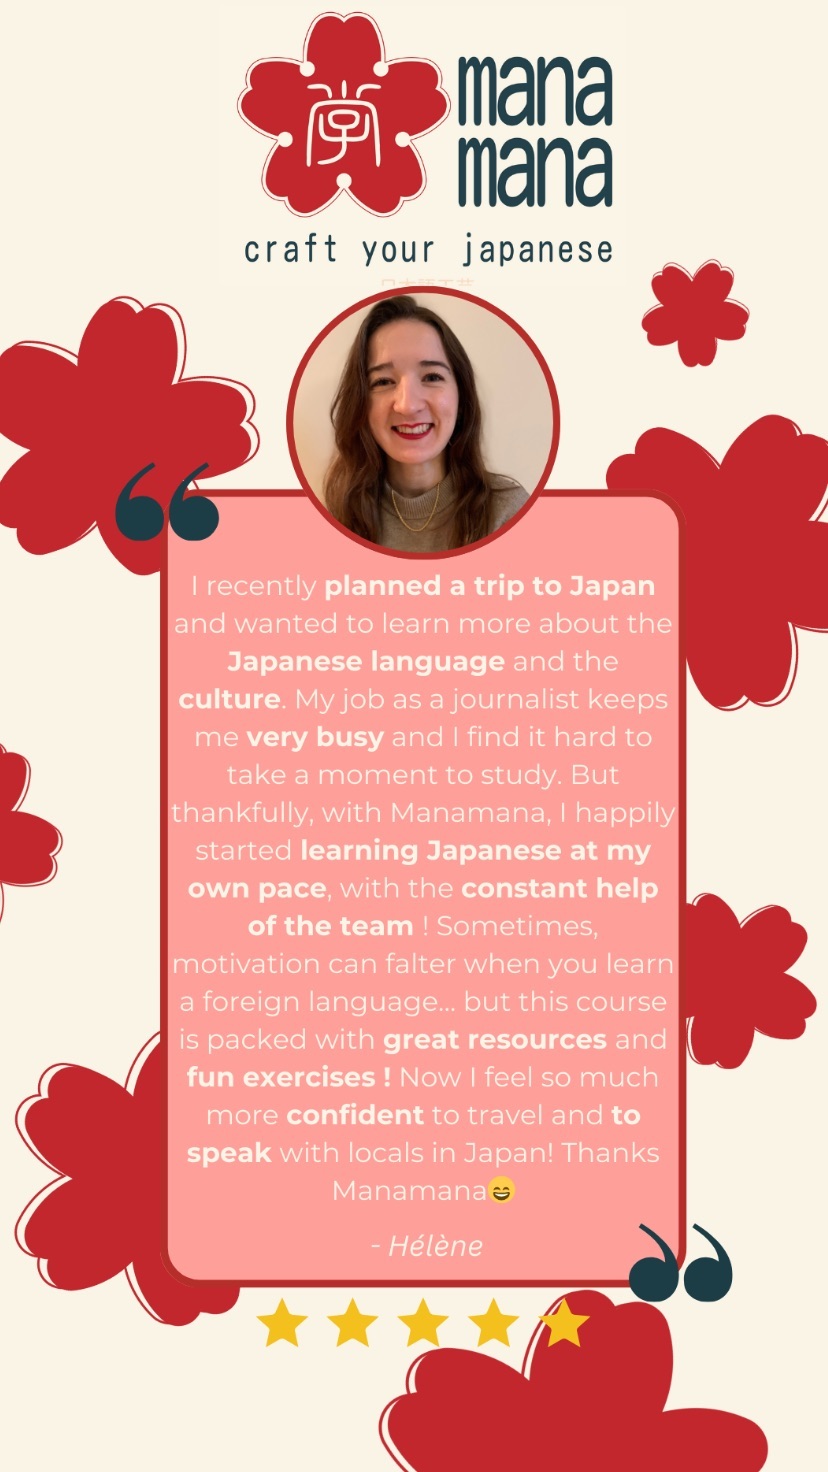 学
mana
mana
craft your japanese
I recently planned a trip to Japan
and wanted to learn more about the
Japanese language and the
culture. My job as a journalist keeps
me very busy and I find it hard to
take a moment to study. But
thankfully, with Manamana, I happily
started learning Japanese at my
own pace, with the constant help
of the team ! Sometimes,
motivation can falter when you learn
a foreign language... but this course
is packed with great resources and
fun exercises ! Now I feel so much
more confident to travel and to
speak with locals in Japan! Thanks
Manamana😄
- Hélène